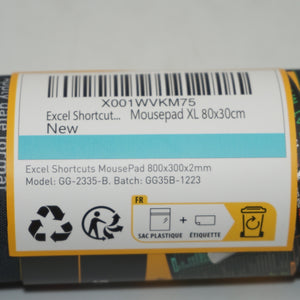 X001WVKM75
Excel Shortcut... Mousepad XL 80x30cm
New
Excel Shortcuts MousePad 800x300x2mm
Model: GG-2335-B. Batch: GG35B-1223
FR
+
SAC PLASTIQUE
ÉTIQUETTE